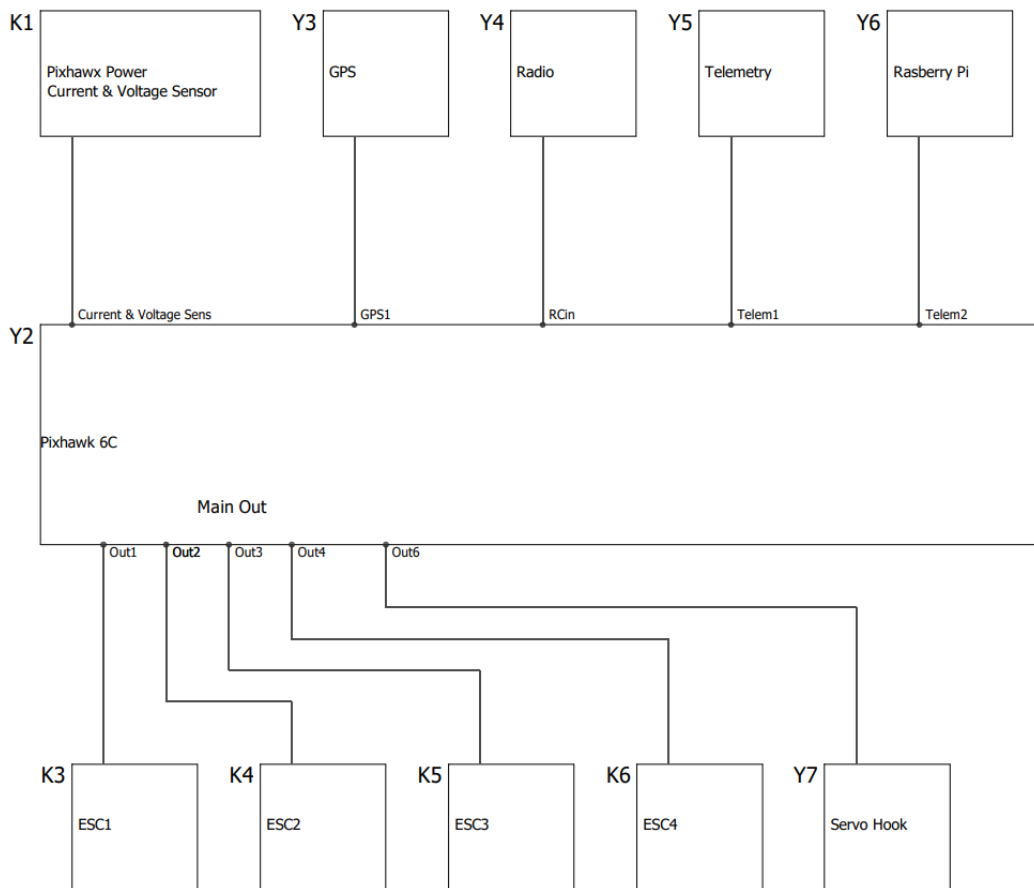 K1
Y3
Y4
Y5
Y6
Pixhawx Power
Current & Voltage Sensor
GPS
Radio
Telemetry
Rasberry Pi
Current & Voltage Sens
GPS1
RCin
Telem1
Telem2
Y2
Pixhawk 6C
Main Out
Out1
Out2
Out3
Out4
Out6
K3
K4
K5
K6
Y7
ESC1
ESC2
ESC3
ESC4
Servo Hook